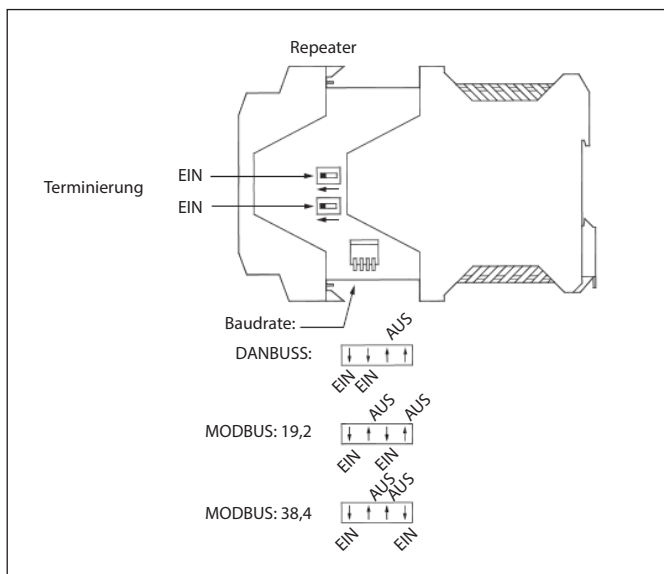 Repeater
EIN
Terminierung
EIN
Baudrate:
AUS
DANBUSS:
EIN EIN
AUS AUS
MODBUS: 19,2
EIN EIN
AUS AUS
MODBUS: 38,4
EIN EIN